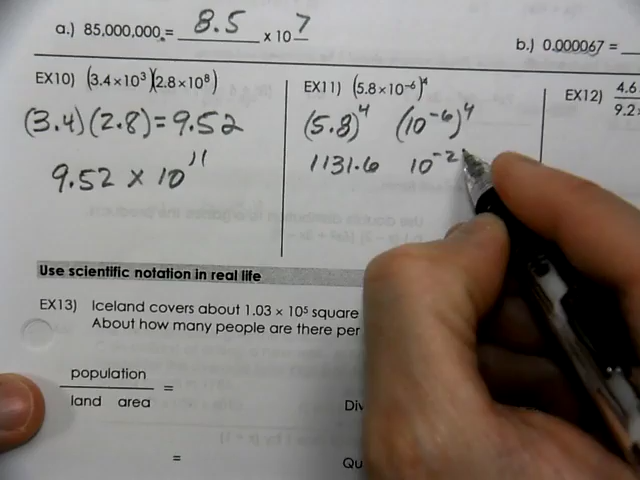 a.) 85,000,000. = 8.5 x 10 7
b.) 0.000067 =
EX10) (3.4 × 10³)(2.8 × 10⁸)
(3.4)(2.8) = 9.52
9.52 × 10¹¹
EX11) (5.8 × 10⁻⁶)⁴
(5.8)⁴ (10⁻⁶)⁴
1131.6 10⁻²
EX12) 4.6
9.2
Use scientific notation in real life
EX13) Iceland covers about 1.03 × 10⁵ square
About how many people are there per
population
land area
=
=